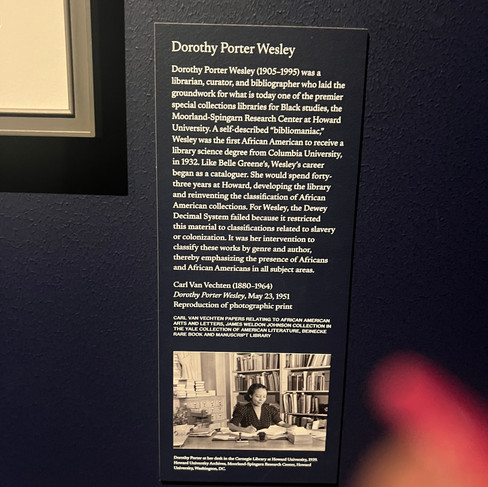 Dorothy Porter Wesley
Dorothy Porter Wesley (1905–1995) was a
librarian, curator, and bibliographer who laid the
groundwork for what is today one of the premier
special collections libraries for Black studies, the
Moorland-Spingarn Research Center at Howard
University. A self-described “bibliomaniac,”
Wesley was the first African American to receive a
library science degree from Columbia University,
in 1932. Like Belle Greene’s, Wesley’s career
began as a cataloguer. She would spend forty-
three years at Howard, developing the library
and reinventing the classification of African
American collections. For Wesley, the Dewey
Decimal System failed because it restricted
this material to classifications related to slavery
or colonization. It was her intervention to
classify these works by genre and author,
thereby emphasizing the presence of Africans
and African Americans in all subject areas.
Carl Van Vechten (1880–1964)
Dorothy Porter Wesley, May 23, 1951
Reproduction of photographic print
CARL VAN VECHTEN PAPERS RELATING TO AFRICAN AMERICAN
ARTS AND LETTERS, JAMES WELDON JOHNSON COLLECTION IN
THE YALE COLLECTION OF AMERICAN LITERATURE, BEINECKE
RARE BOOK AND MANUSCRIPT LIBRARY
Dorothy Porter at her desk in the Carnegie Library at Howard University, 1939.
Howard University Archives, Moorland-Spingarn Research Center, Howard
University, Washington, DC.